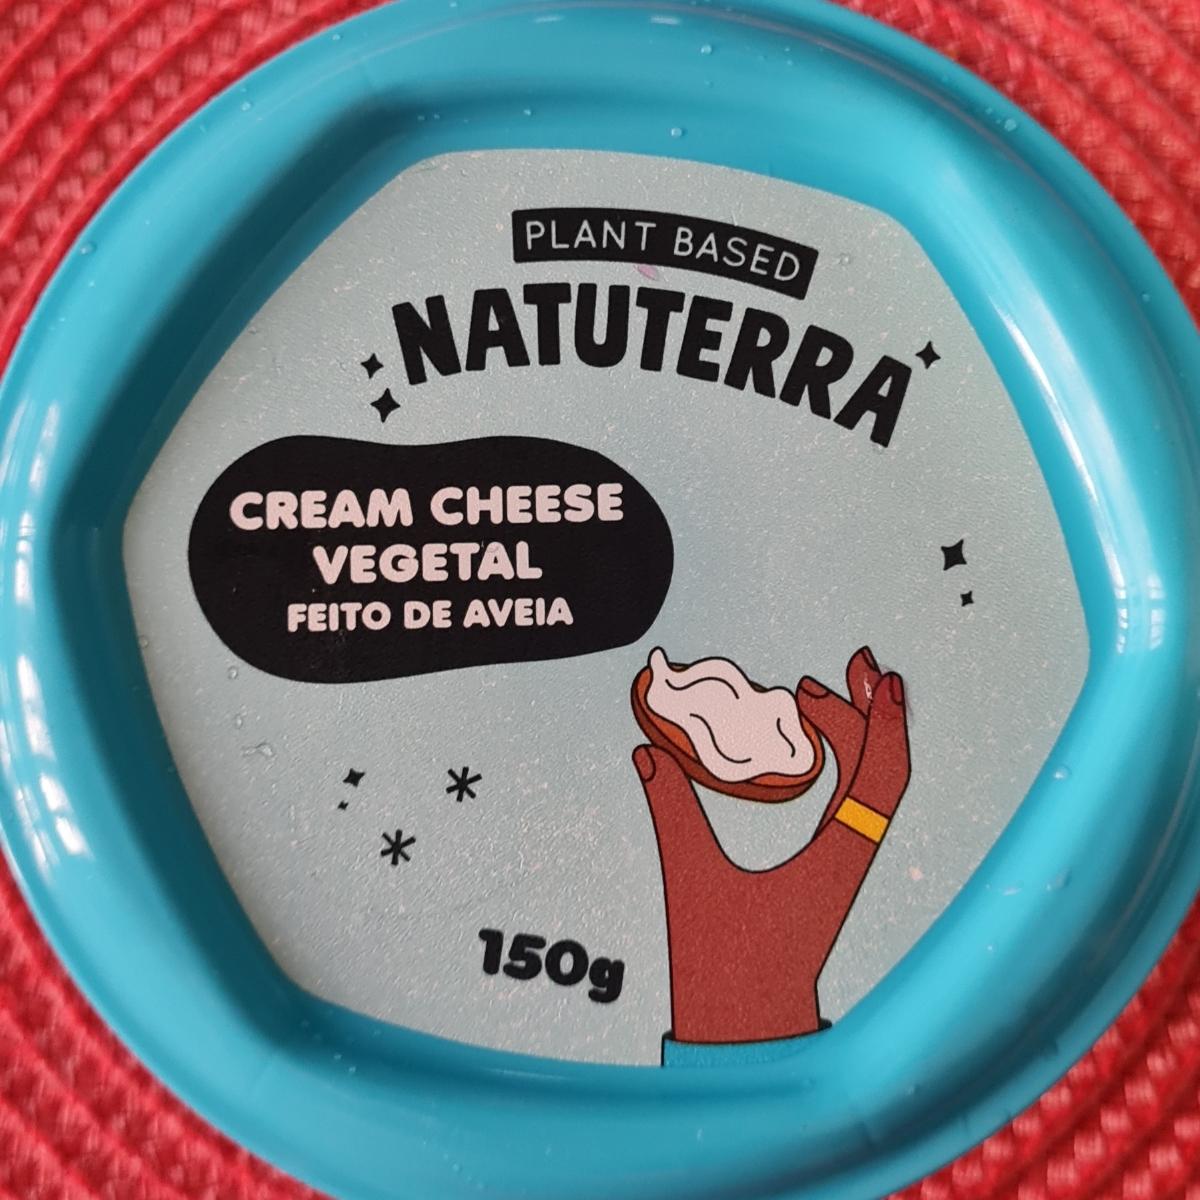 PLANT BASED
NATUTERRA
CREAM CHEESE
VEGETAL
FEITO DE AVEIA
150g